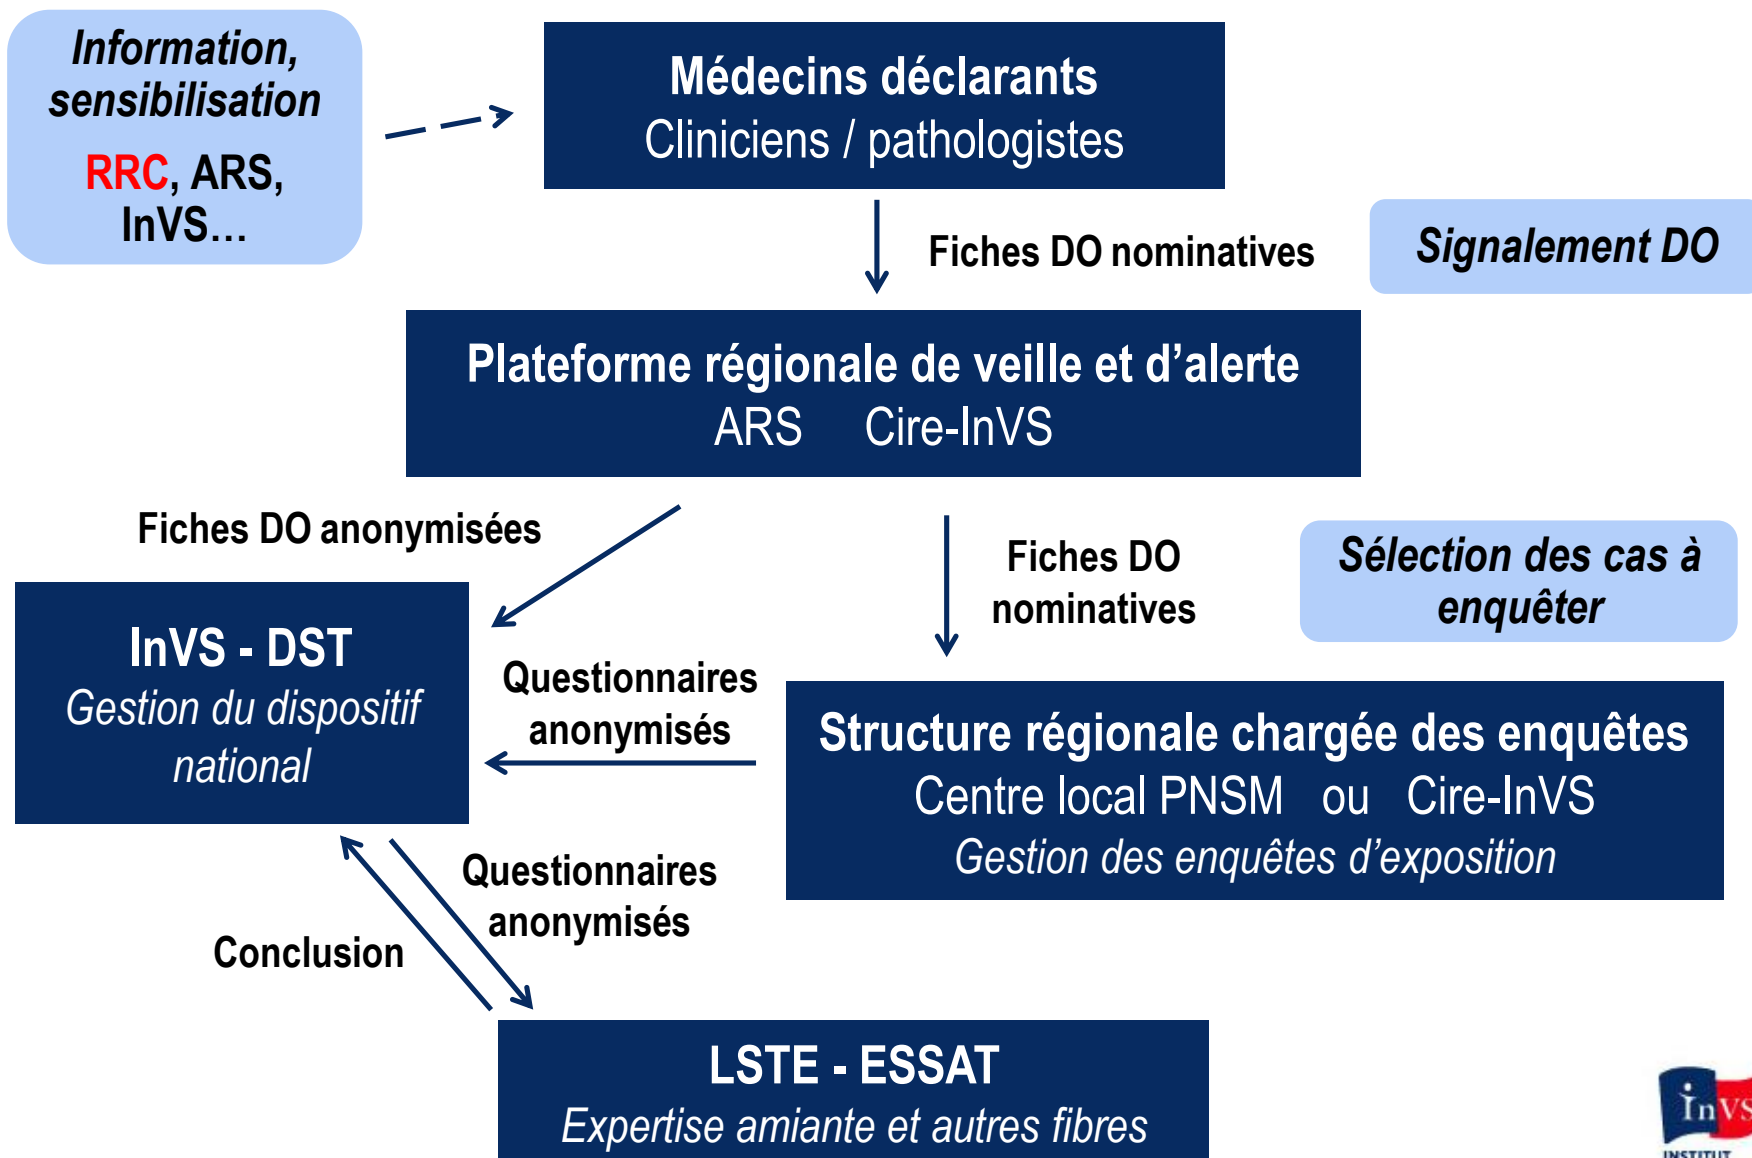 Information,
sensibilisation
RRC, ARS,
InVS…
Médecins déclarants
Cliniciens / pathologistes
Fiches DO nominatives
Signalement DO
Plateforme régionale de veille et d’alerte
ARS Cire-InVS
Fiches DO anonymisées
Fiches DO
nominatives
Sélection des cas à
enquêter
InVS - DST
Gestion du dispositif
national
Questionnaires
anonymisés
Structure régionale chargée des enquêtes
Centre local PNSM ou Cire-InVS
Gestion des enquêtes d’exposition
Questionnaires
anonymisés
Conclusion
LSTE - ESSAT
Expertise amiante et autres fibres
InVS
INSTITUT